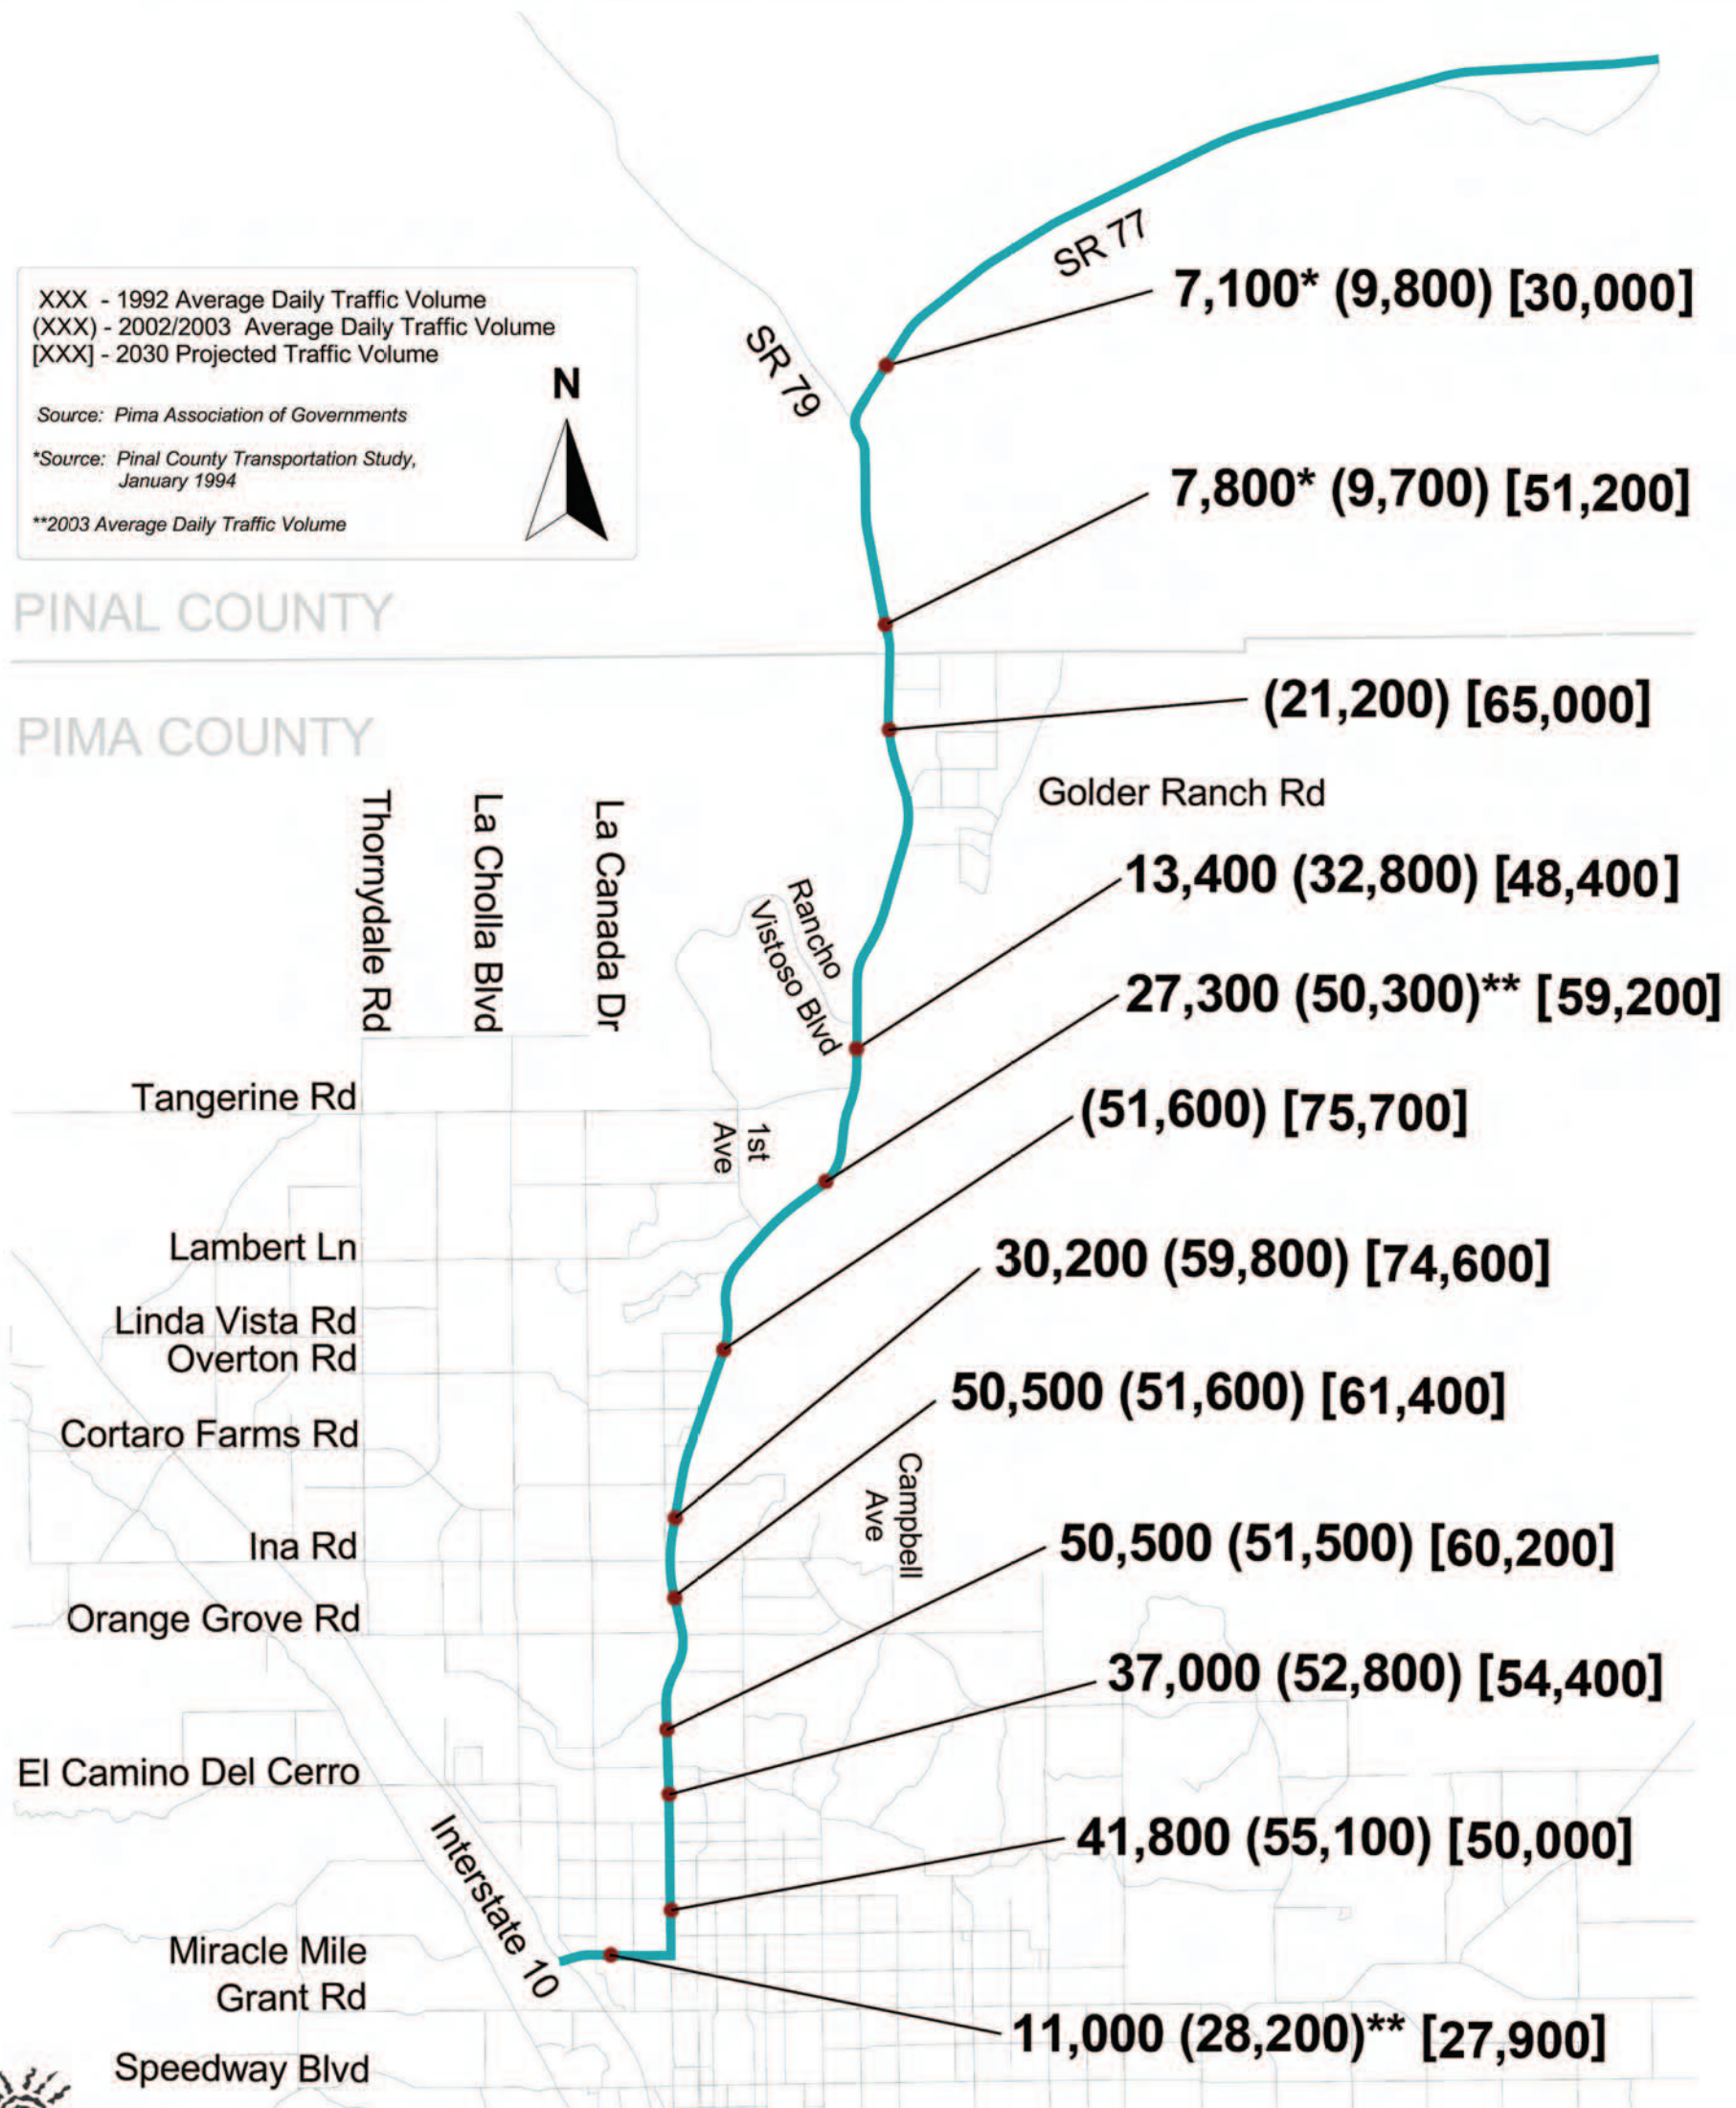 SR 77
7,100* (9,800) [30,000]
XXX - 1992 Average Daily Traffic Volume
(XXX) - 2002/2003 Average Daily Traffic Volume
[XXX] - 2030 Projected Traffic Volume
N
Source: Pima Association of Governments
*Source: Pinal County Transportation Study,
January 1994
**2003 Average Daily Traffic Volume
SR 79
7,800* (9,700) [51,200]
PINAL COUNTY
PIMA COUNTY
(21,200) [65,000]
Golder Ranch Rd
Thornydale Rd
La Cholla Blvd
La Canada Dr
Rancho
Vistoso Blvd
13,400 (32,800) [48,400]
27,300 (50,300)** [59,200]
Tangerine Rd
1st
Ave
(51,600) [75,700]
Lambert Ln
30,200 (59,800) [74,600]
Linda Vista Rd
Overton Rd
50,500 (51,600) [61,400]
Cortaro Farms Rd
Campbell
Ave
Ina Rd
50,500 (51,500) [60,200]
Orange Grove Rd
37,000 (52,800) [54,400]
El Camino Del Cerro
Interstate 10
41,800 (55,100) [50,000]
Miracle Mile
Grant Rd
11,000 (28,200)** [27,900]
Speedway Blvd